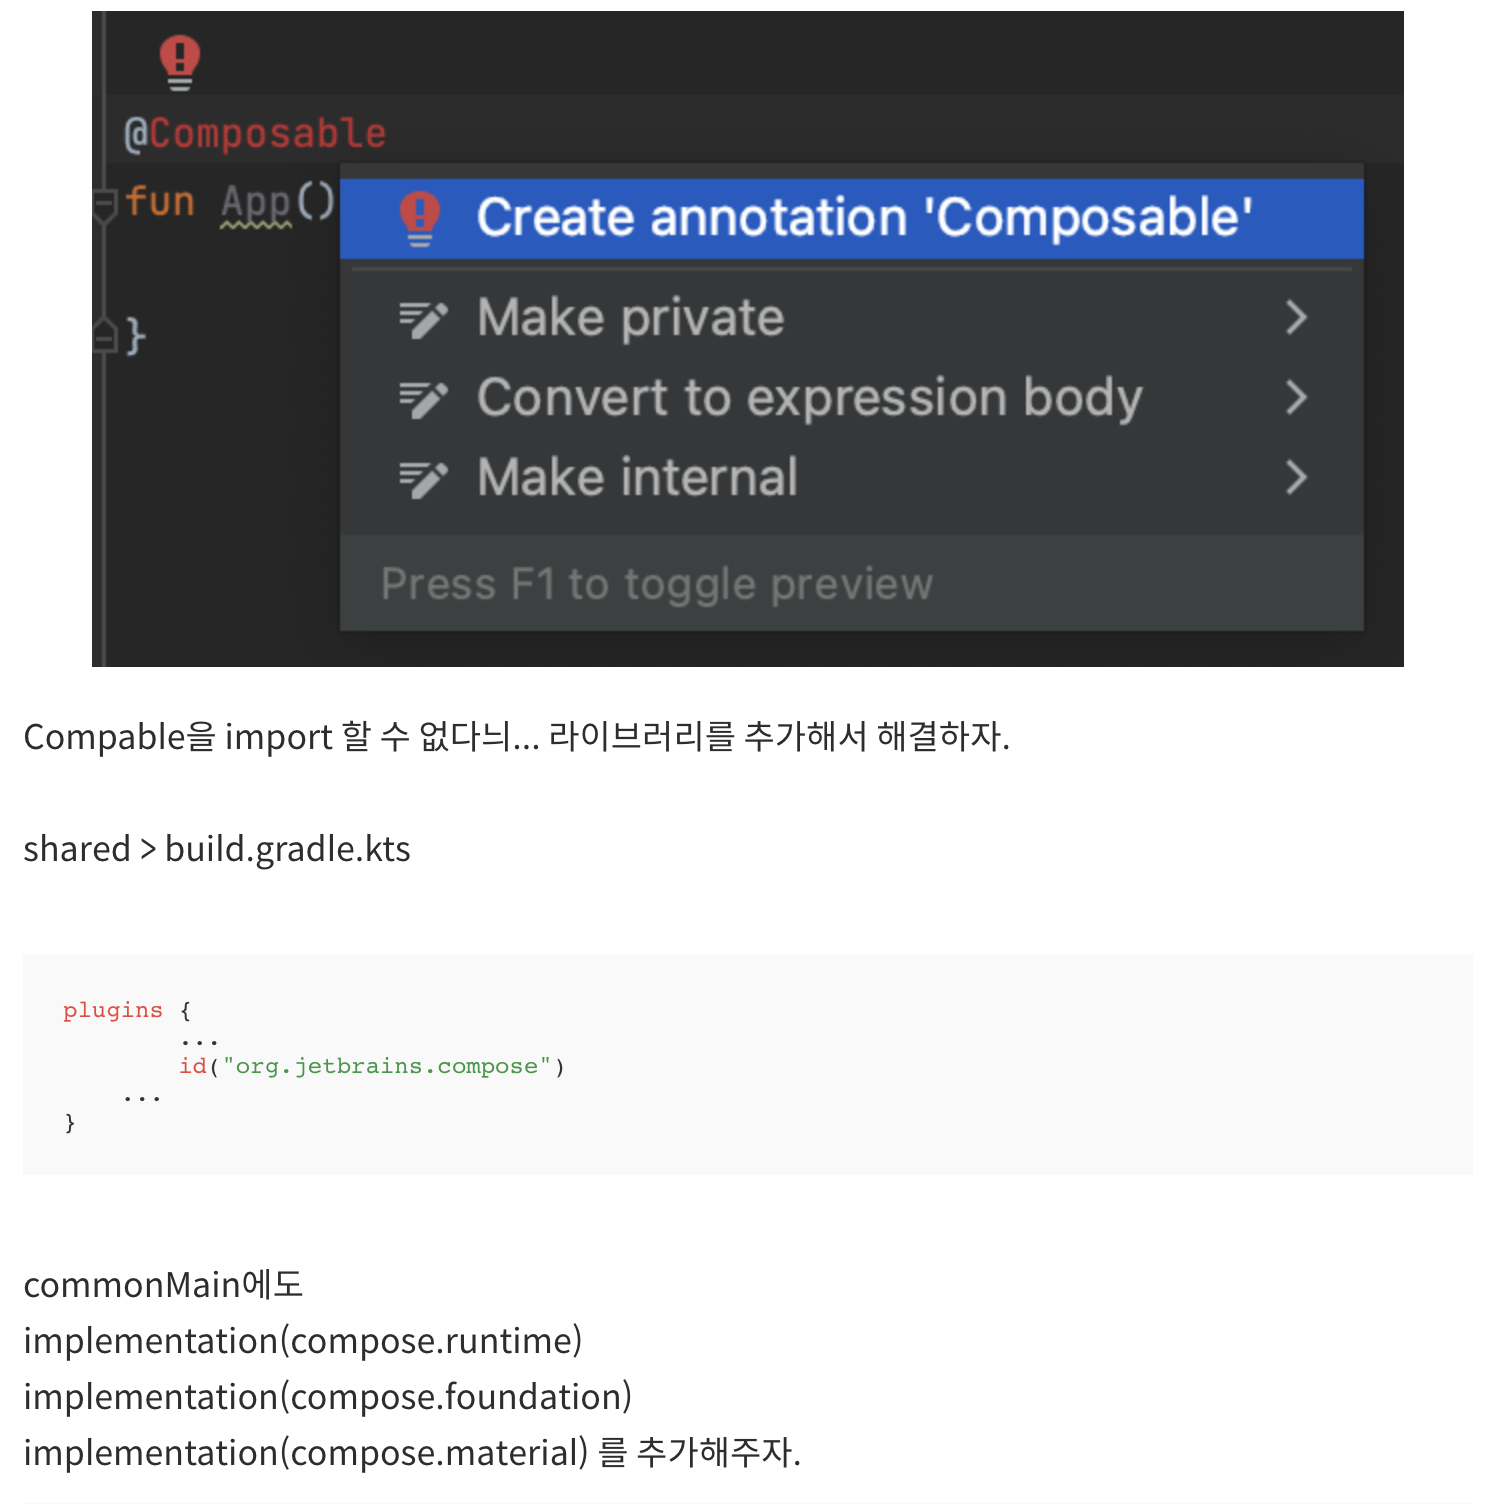 @Composable
fun App()
}
Create annotation 'Composable'
Make private
Convert to expression body
Make internal
Press F1 to toggle preview
Compable을 import 할 수 없다늬... 라이브러리를 추가해서 해결하자.
shared > build.gradle.kts
plugins {
...
id("org.jetbrains.compose")
...
}
commonMain에도
implementation(compose.runtime)
implementation(compose.foundation)
implementation(compose.material) 를 추가해주자.